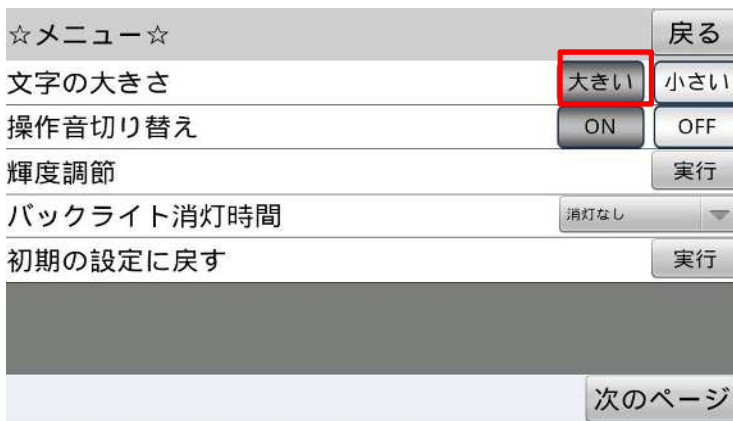 ☆メニュー☆ 戻る
文字の大きさ 大きい 小さい
操作音切り替え ON OFF
輝度調節 実行
バックライト消灯時間 消灯なし
初期の設定に戻す 実行
次のページ